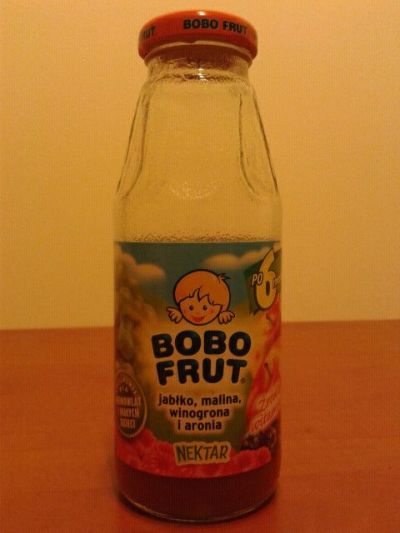 BOBO FRUT
PO 6
BOBO
FRUT
jabłko, malina,
winogrona
i aronia
NEKTAR